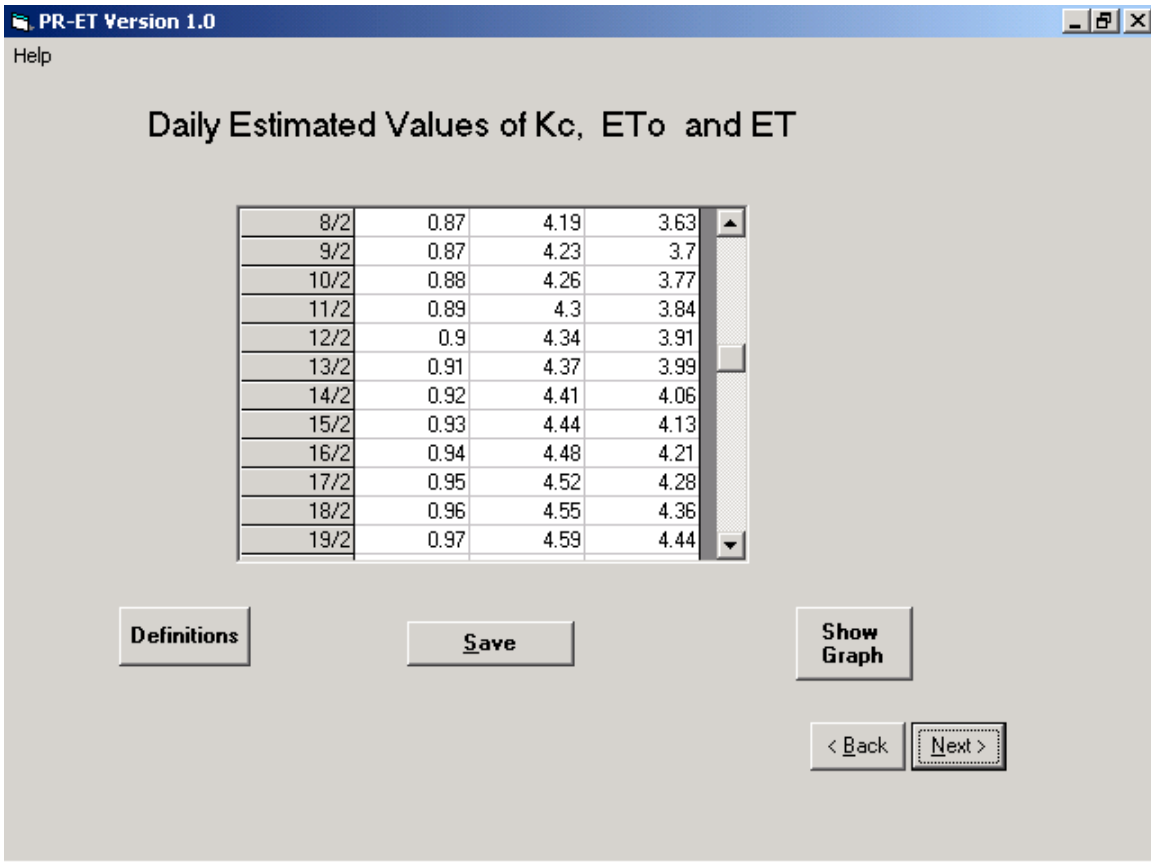 PR-ET Version 1.0
Help
Daily Estimated Values of Kc, ETo and ET
8/2 0.87 4.19 3.63
9/2 0.87 4.23 3.7
10/2 0.88 4.26 3.77
11/2 0.89 4.3 3.84
12/2 0.9 4.34 3.91
13/2 0.91 4.37 3.99
14/2 0.92 4.41 4.06
15/2 0.93 4.44 4.13
16/2 0.94 4.48 4.21
17/2 0.95 4.52 4.28
18/2 0.96 4.55 4.36
19/2 0.97 4.59 4.44
Definitions
Save
Show
Graph
< Back
Next >